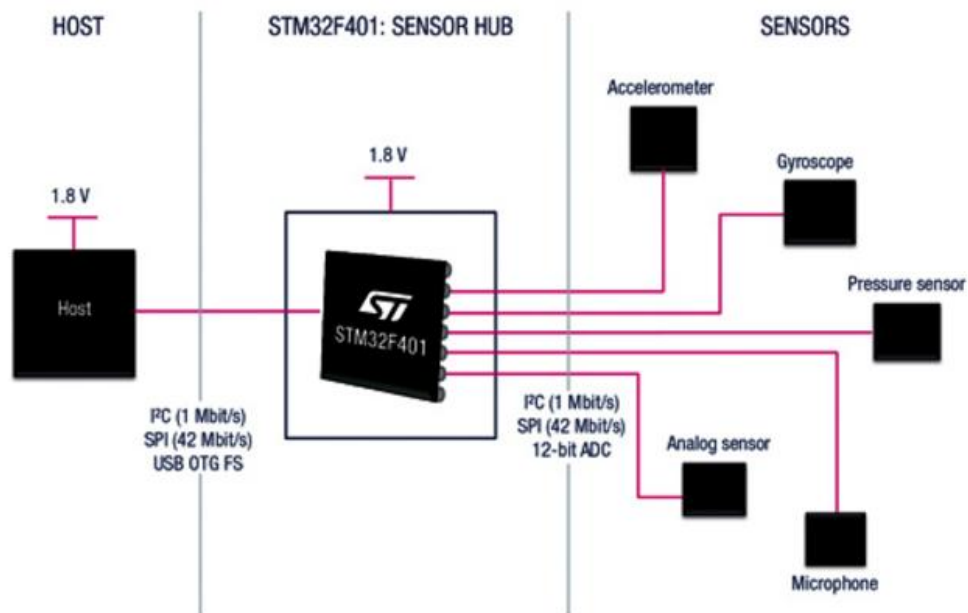 HOST
STM32F401: SENSOR HUB
SENSORS
Accelerometer
1.8 V
Gyroscope
1.8 V
Pressure sensor
Host
ST
STM32F401
I²C (1 Mbit/s)
SPI (42 Mbit/s)
USB OTG FS
I²C (1 Mbit/s)
SPI (42 Mbit/s)
12-bit ADC
Analog sensor
Microphone